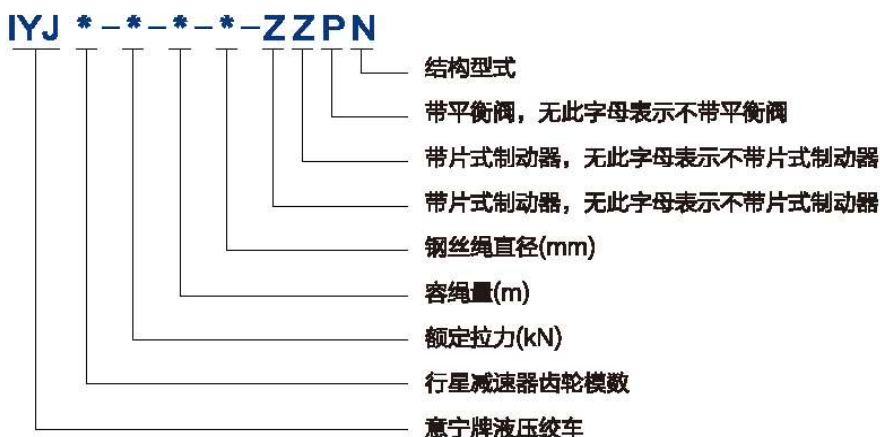 IYJ * - * - * - * - Z Z P N
结构型式
带平衡阀，无此字母表示不带平衡阀
带片式制动器，无此字母表示不带片式制动器
带片式制动器，无此字母表示不带片式制动器
钢丝绳直径(mm)
容绳量(m)
额定拉力(kN)
行星减速器齿轮模数
意宁牌液压绞车